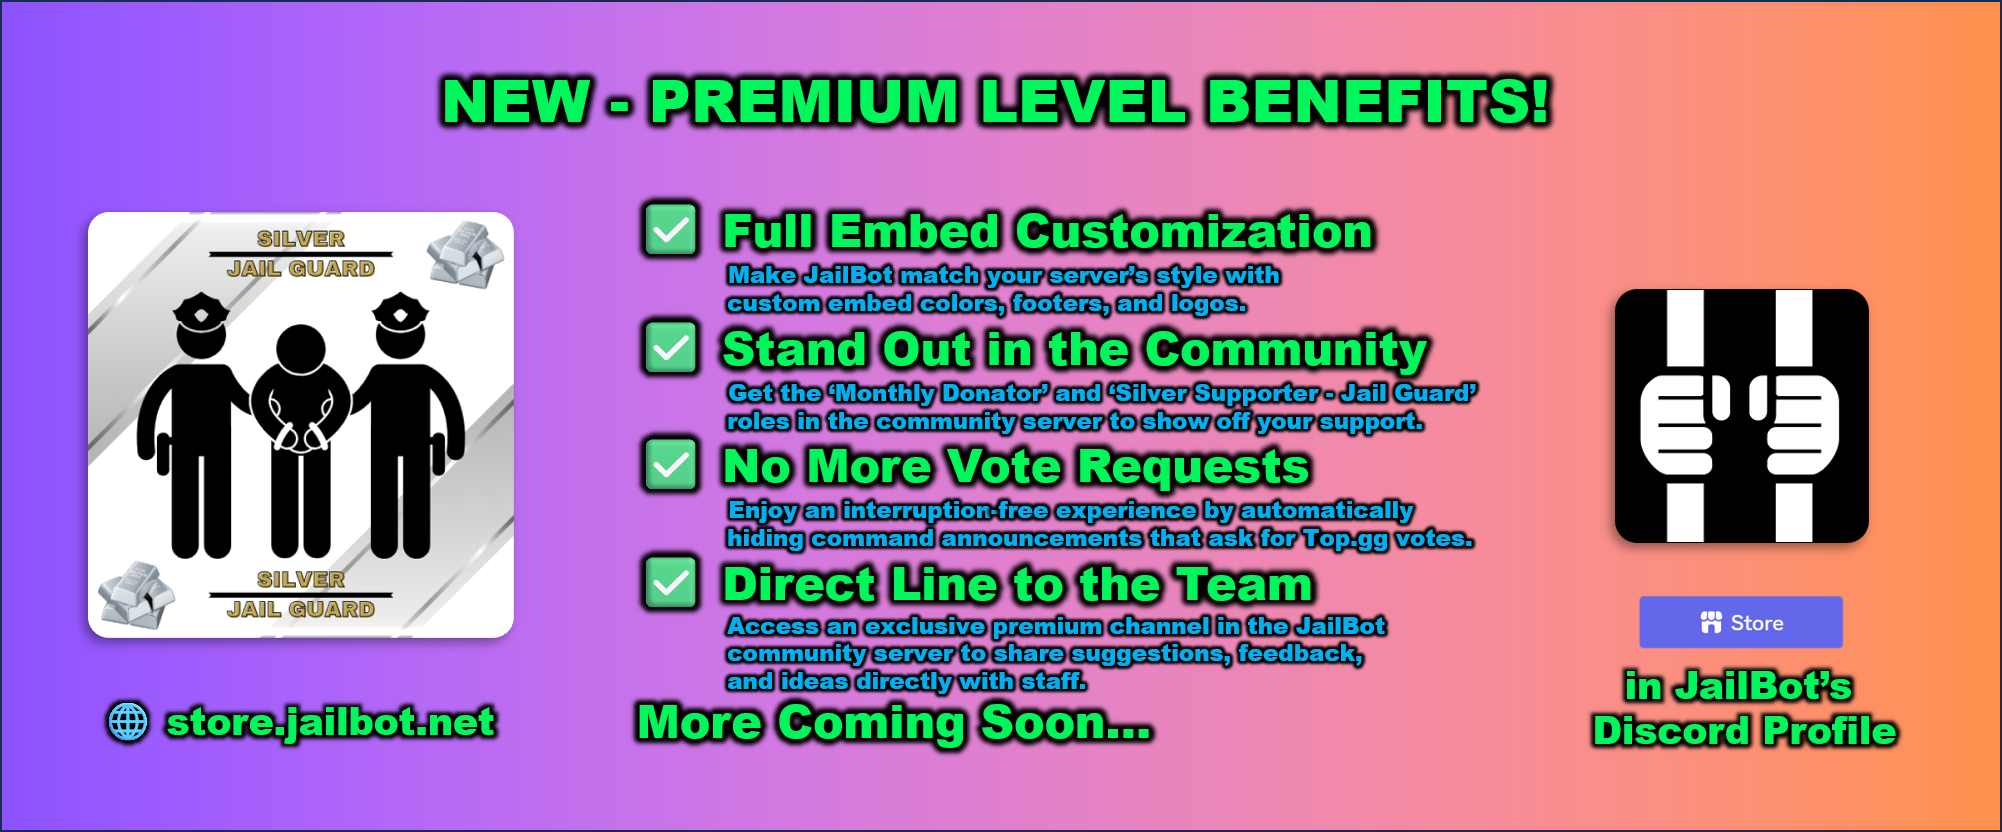 NEW - PREMIUM LEVEL BENEFITS!
SILVER
JAIL GUARD
SILVER
JAIL GUARD
store.jailbot.net
Full Embed Customization
Make JailBot match your server’s style with
custom embed colors, footers, and logos.
Stand Out in the Community
Get the ‘Monthly Donator’ and ‘Silver Supporter - Jail Guard’
roles in the community server to show off your support.
No More Vote Requests
Enjoy an interruption-free experience by automatically
hiding command announcements that ask for Top.gg votes.
Direct Line to the Team
Access an exclusive premium channel in the JailBot
community server to share suggestions, feedback,
and ideas directly with staff.
More Coming Soon...
Store
in JailBot’s
Discord Profile